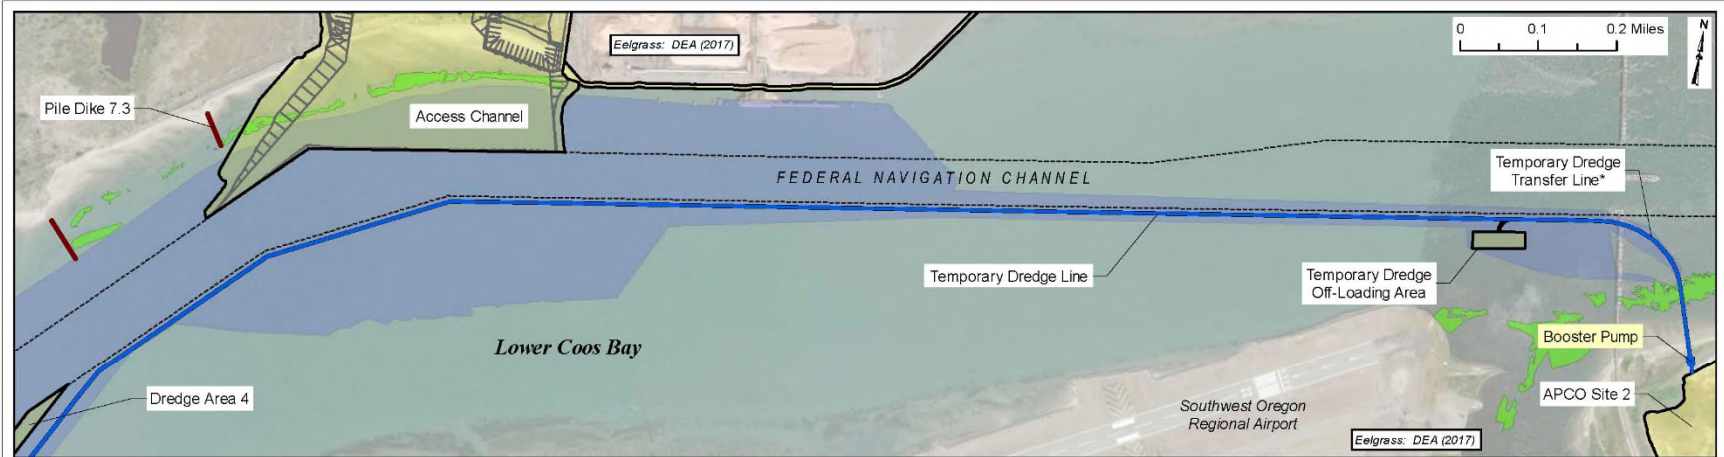 Eelgrass: DEA (2017)
0 0.1 0.2 Miles
N
Pile Dike 7.3
Access Channel
Temporary Dredge
Transfer Line*
FEDERAL NAVIGATION CHANNEL
Temporary Dredge Line
Temporary Dredge
Off-Loading Area
Lower Coos Bay
Booster Pump
Dredge Area 4
APCO Site 2
Southwest Oregon
Regional Airport
Eelgrass: DEA (2017)